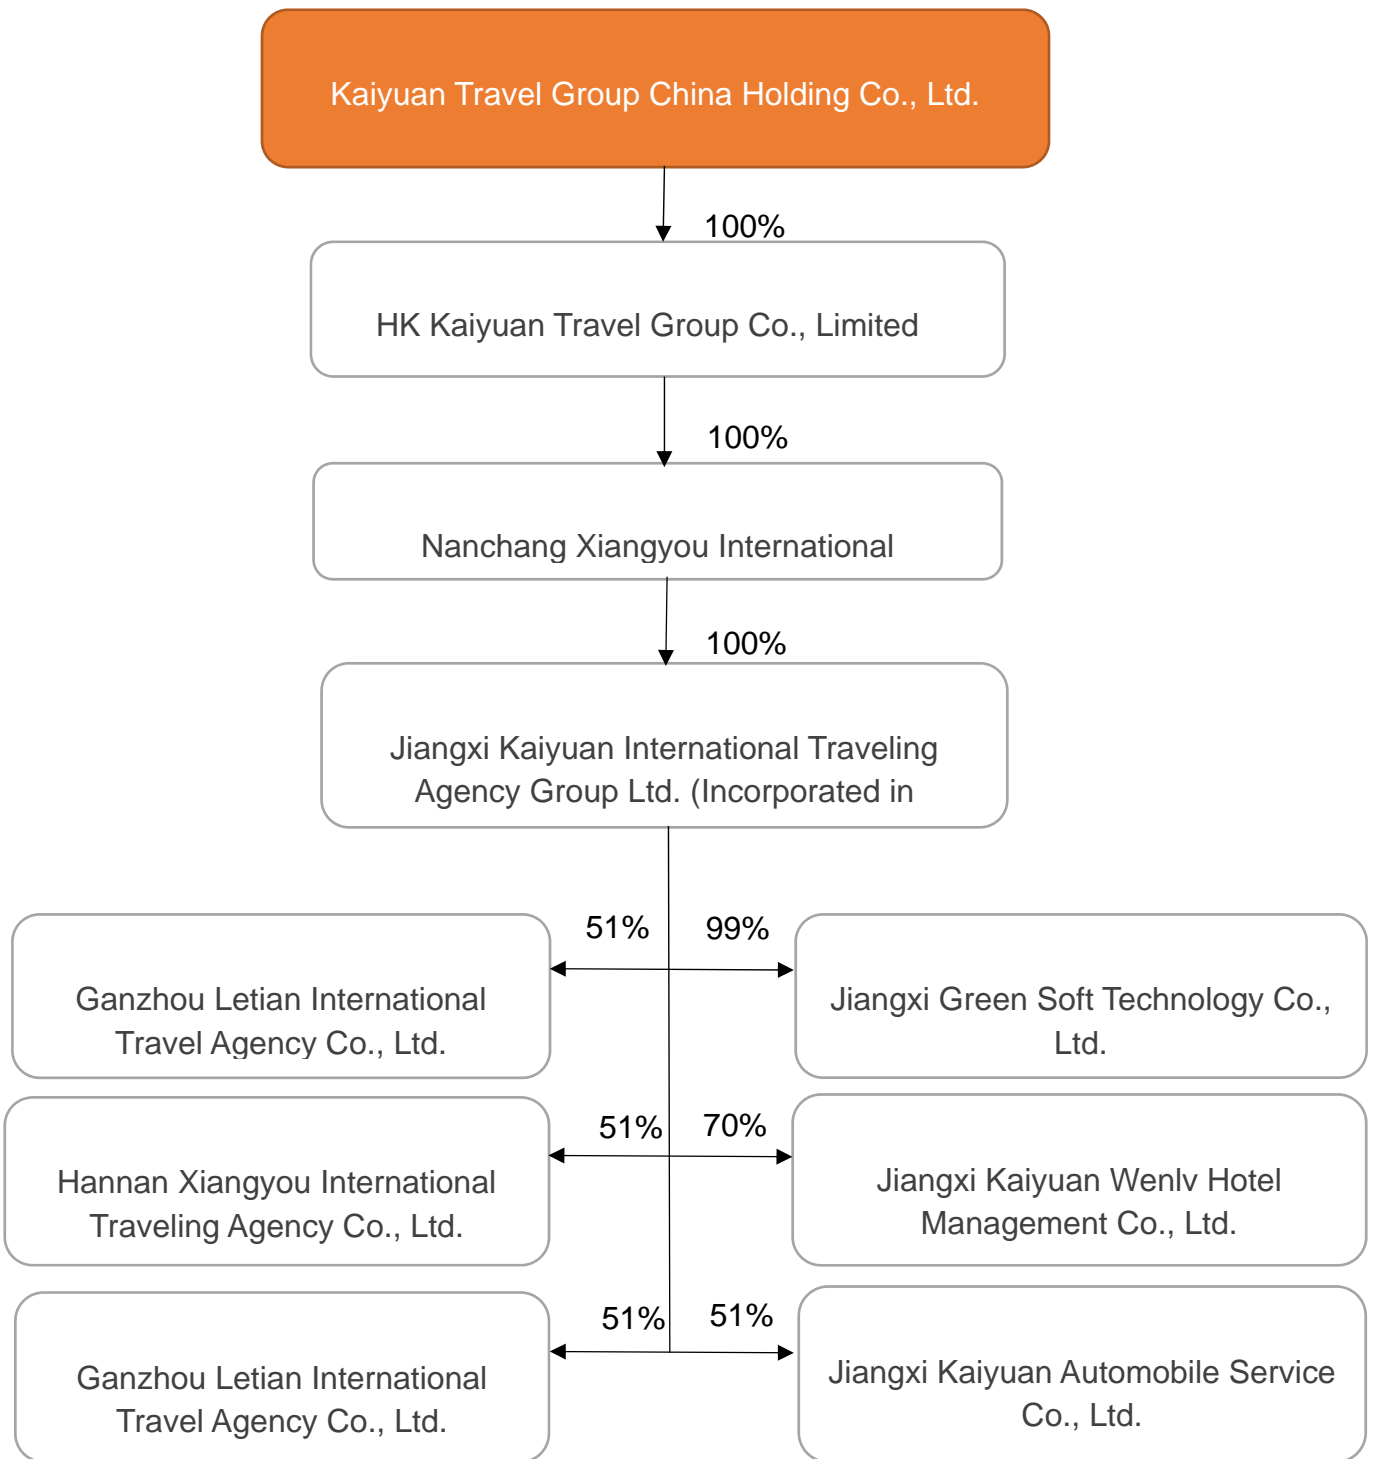 Kaiyuan Travel Group China Holding Co., Ltd.
100%
HK Kaiyuan Travel Group Co., Limited
100%
Nanchang Xiangyou International
100%
Jiangxi Kaiyuan International Traveling
Agency Group Ltd. (Incorporated in
51%
99%
Ganzhou Letian International
Travel Agency Co., Ltd.
Jiangxi Green Soft Technology Co.,
Ltd.
51%
70%
Hannan Xiangyou International
Traveling Agency Co., Ltd.
Jiangxi Kaiyuan Wenlv Hotel
Management Co., Ltd.
51%
51%
Ganzhou Letian International
Travel Agency Co., Ltd.
Jiangxi Kaiyuan Automobile Service
Co., Ltd.